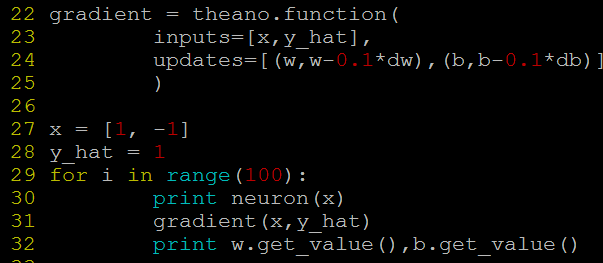 22 gradient = theano.function(
23         inputs=[x,y_hat],
24         updates=[(w,w-0.1*dw),(b,b-0.1*db)]
25         )
26
27 x = [1, -1]
28 y_hat = 1
29 for i in range(100):
30         print neuron(x)
31         gradient(x,y_hat)
32         print w.get_value(),b.get_value()